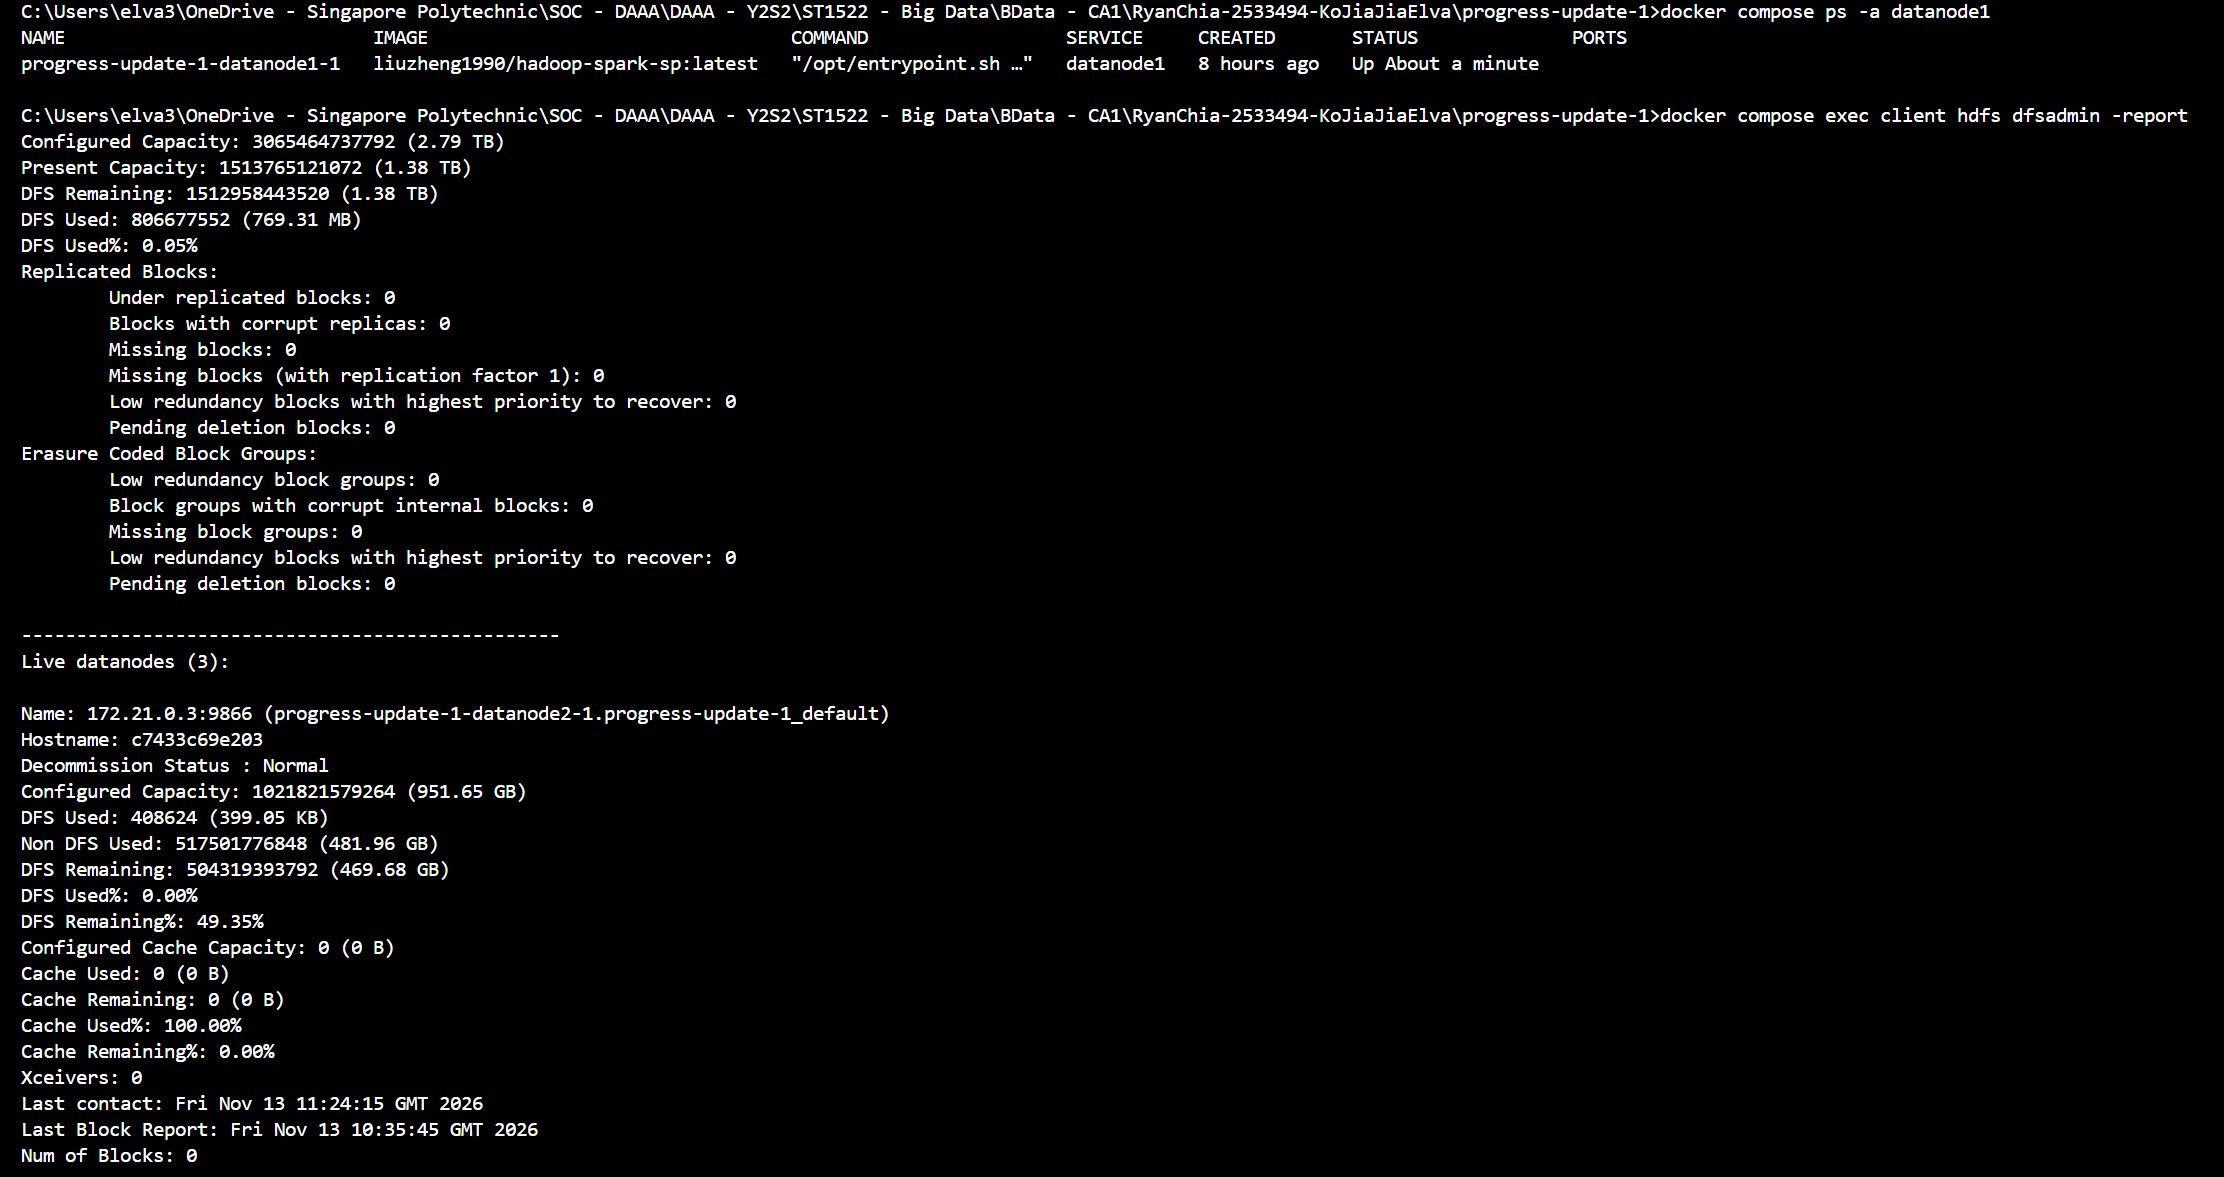 C:\Users\elva3\OneDrive - Singapore Polytechnic\SOC - DAAA\DAAA - Y2S2\ST1522 - Big Data\BData - CA1\RyanChia-2533494-KoJiaJiaElva\progress-update-1>docker compose ps -a datanode1
NAME                            IMAGE                                 COMMAND                  SERVICE     CREATED       STATUS              PORTS
progress-update-1-datanode1-1   liuzheng1990/hadoop-spark-sp:latest   "/opt/entrypoint.sh …"   datanode1   8 hours ago   Up About a minute
C:\Users\elva3\OneDrive - Singapore Polytechnic\SOC - DAAA\DAAA - Y2S2\ST1522 - Big Data\BData - CA1\RyanChia-2533494-KoJiaJiaElva\progress-update-1>docker compose exec client hdfs dfsadmin -report
Configured Capacity: 3065464737792 (2.79 TB)
Present Capacity: 1513765121072 (1.38 TB)
DFS Remaining: 1512958443520 (1.38 TB)
DFS Used: 806677552 (769.31 MB)
DFS Used%: 0.05%
Replicated Blocks:
        Under replicated blocks: 0
        Blocks with corrupt replicas: 0
        Missing blocks: 0
        Missing blocks (with replication factor 1): 0
        Low redundancy blocks with highest priority to recover: 0
        Pending deletion blocks: 0
Erasure Coded Block Groups:
        Low redundancy block groups: 0
        Block groups with corrupt internal blocks: 0
        Missing block groups: 0
        Low redundancy blocks with highest priority to recover: 0
        Pending deletion blocks: 0
-------------------------------------------------
Live datanodes (3):
Name: 172.21.0.3:9866 (progress-update-1-datanode2-1.progress-update-1_default)
Hostname: c7433c69e203
Decommission Status : Normal
Configured Capacity: 1021821579264 (951.65 GB)
DFS Used: 408624 (399.05 KB)
Non DFS Used: 517501776848 (481.96 GB)
DFS Remaining: 504319393792 (469.68 GB)
DFS Used%: 0.00%
DFS Remaining%: 49.35%
Configured Cache Capacity: 0 (0 B)
Cache Used: 0 (0 B)
Cache Remaining: 0 (0 B)
Cache Used%: 100.00%
Cache Remaining%: 0.00%
Xceivers: 0
Last contact: Fri Nov 13 11:24:15 GMT 2026
Last Block Report: Fri Nov 13 10:35:45 GMT 2026
Num of Blocks: 0